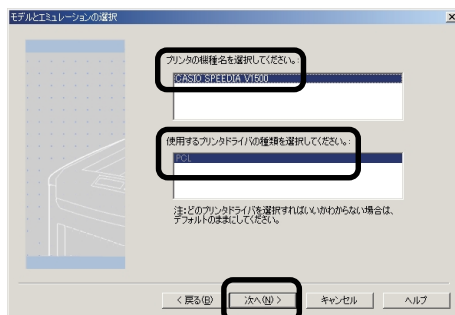 モデルとエミュレーションの選択
プリンタの機種名を選択してください。:
CASIO SPEEDIA V1500
使用するプリンタドライバの種類を選択してください。:
PCL
注:どのプリンタドライバを選択すればいいかわからない場合は、
デフォルトのままにしてください。
< 戻る(B) 次へ(N) > キャンセル ヘルプ